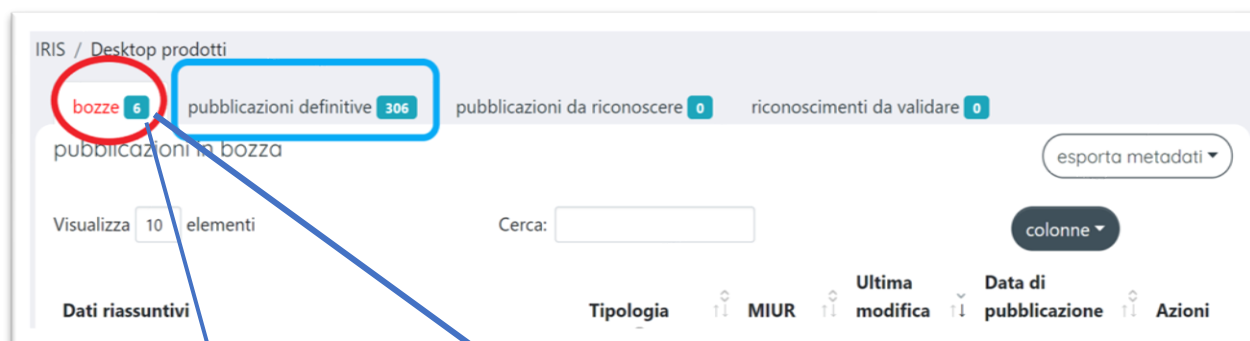 IRIS / Desktop prodotti
bozze 6 pubblicazioni definitive 306 pubblicazioni da riconoscere 0 riconoscimenti da validare 0
pubblicazioni in bozza
esporta metadati
Visualizza 10 elementi Cerca: colonne
Dati riassuntivi Tipologia MIUR Ultima modifica Data di pubblicazione Azioni